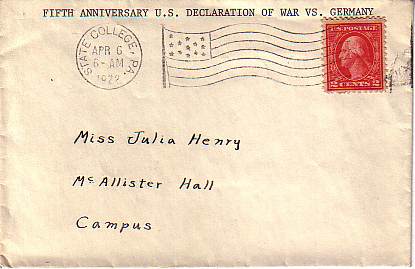 FIFTH ANNIVERSARY U.S. DECLARATION OF WAR VS. GERMANY
STATE COLLEGE, PA.
APR 6
6-AM
1922
U.S. POSTAGE
2 CENTS 2
Miss Julia Henry
McAllister Hall
Campus